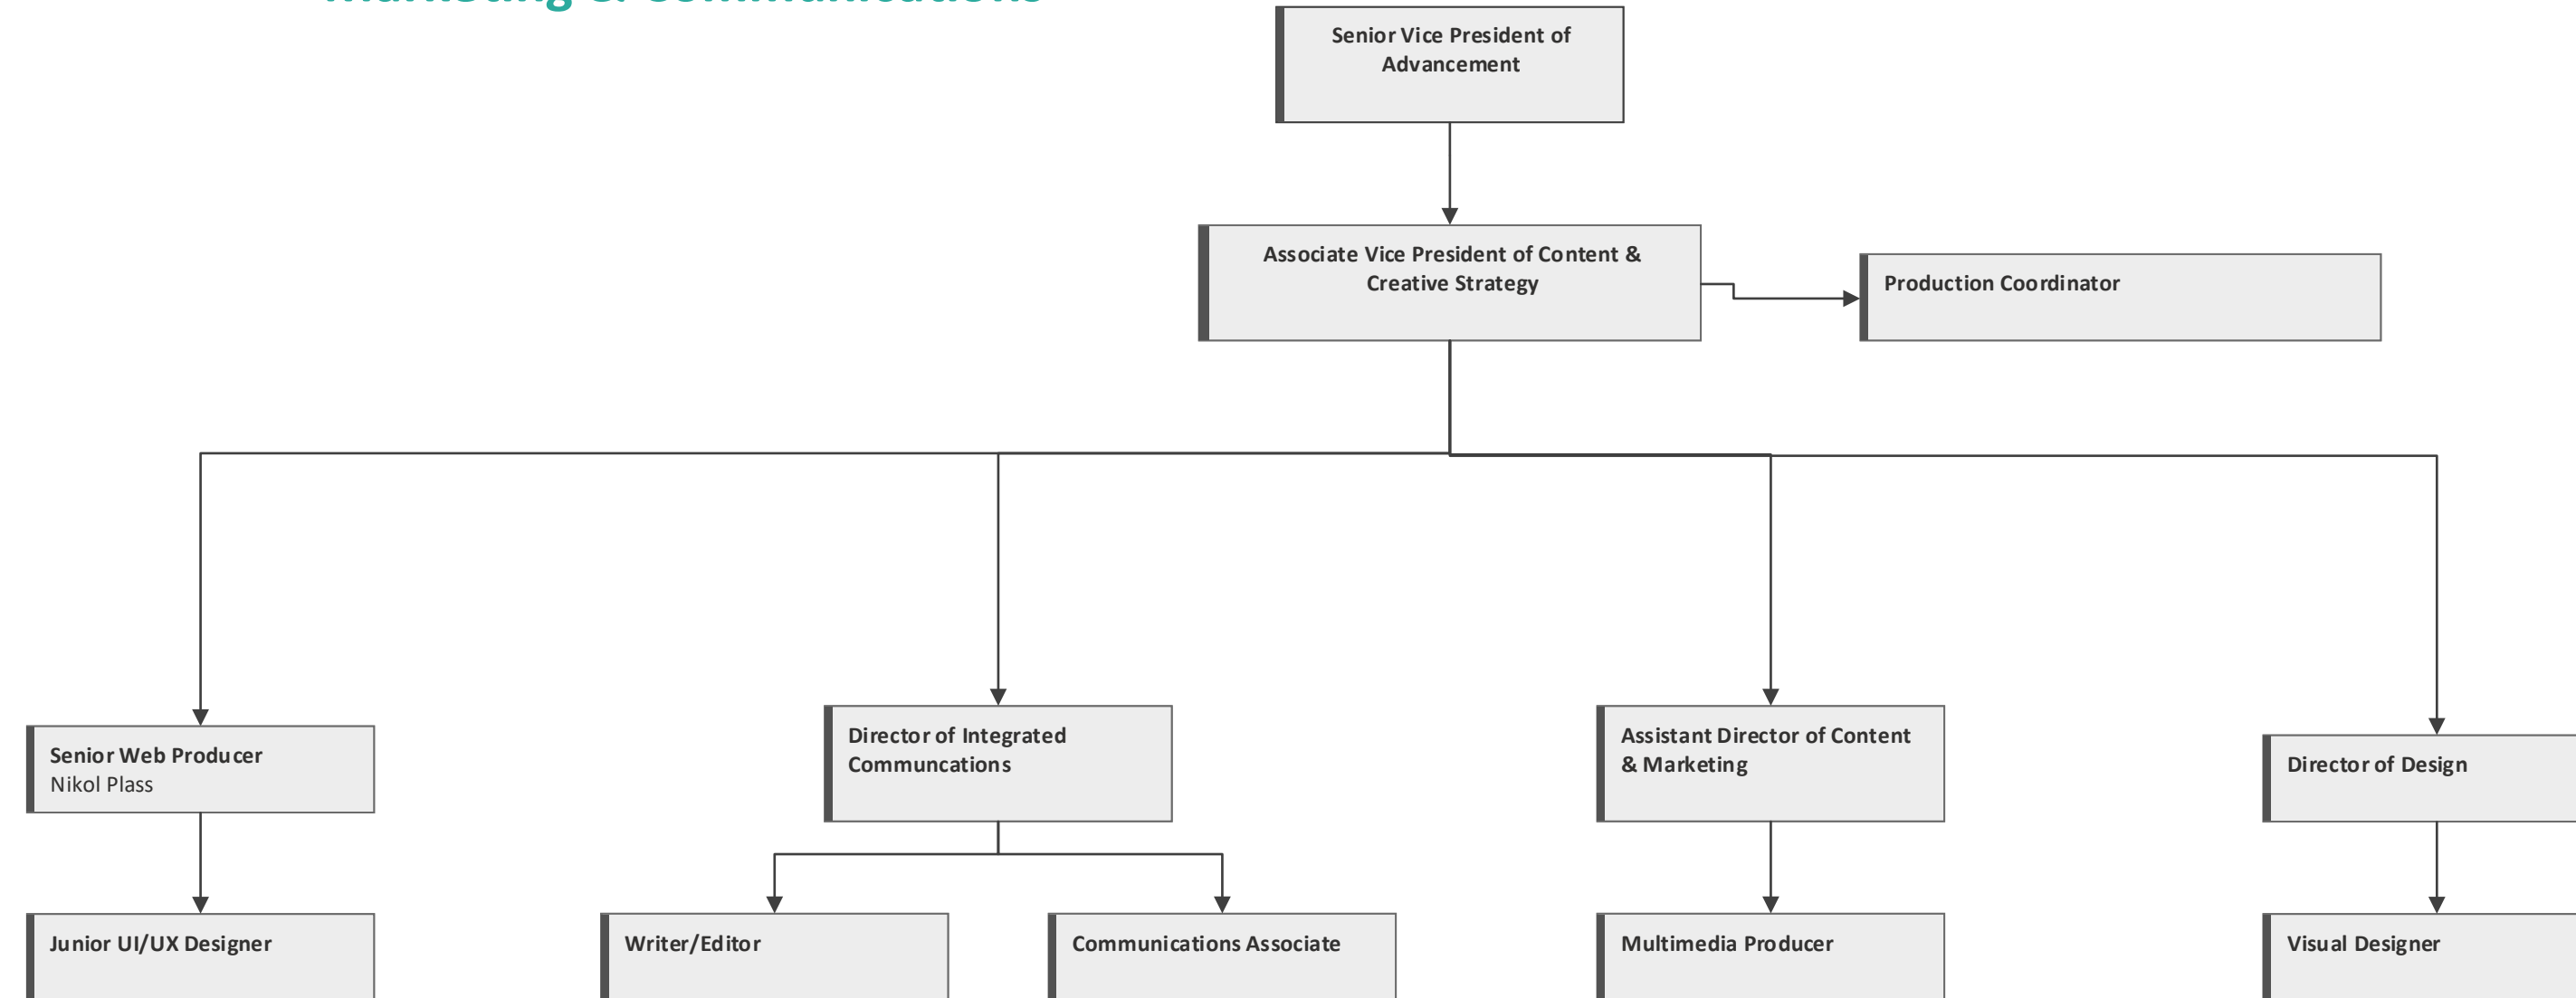 Marketing & Communications
Senior Vice President of
Advancement
Associate Vice President of Content &
Creative Strategy
Production Coordinator
Senior Web Producer
Nikol Plass
Director of Integrated
Communcations
Assistant Director of Content
& Marketing
Director of Design
Junior UI/UX Designer
Writer/Editor
Communications Associate
Multimedia Producer
Visual Designer